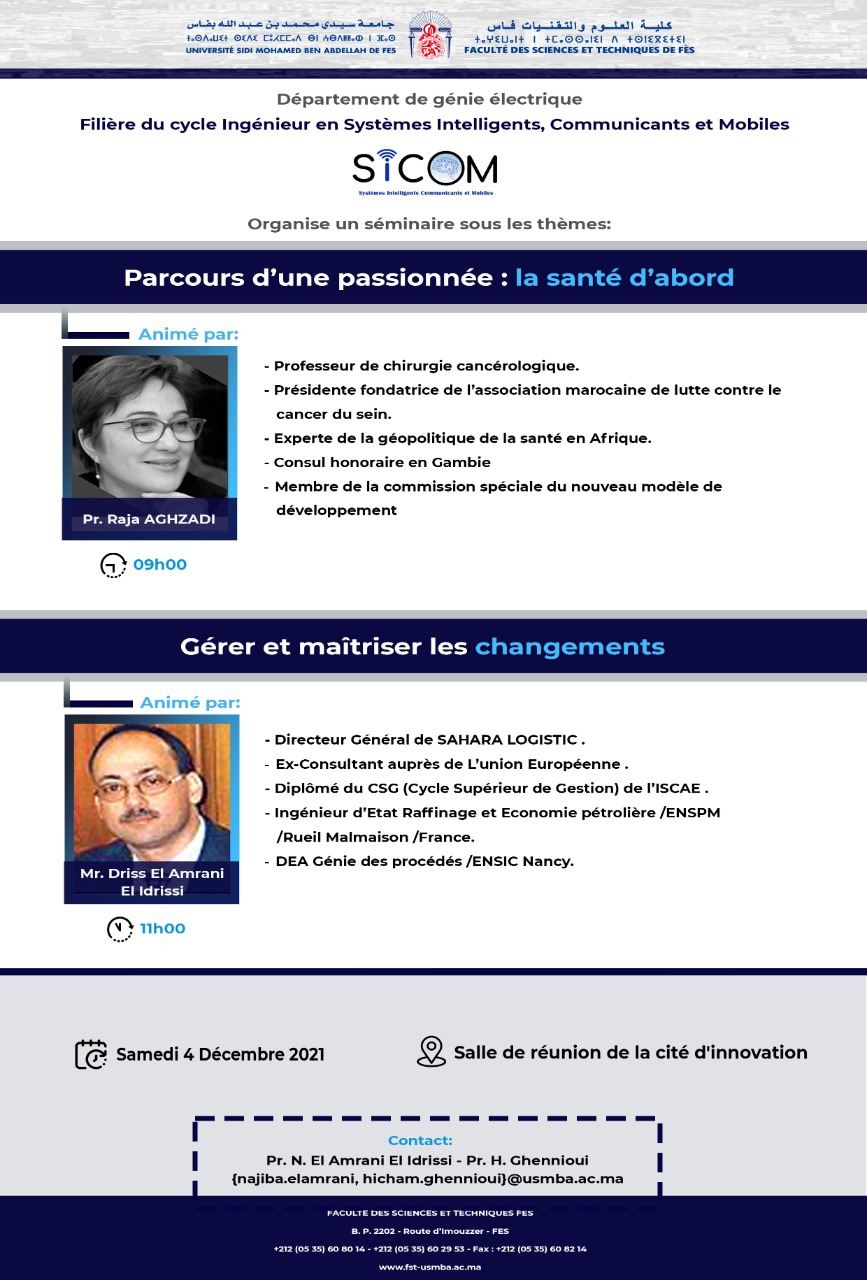 جامعة سيدي محمد بن عبد الله بفاس
UNIVERSITÉ SIDI MOHAMED BEN ABDELLAH DE FES
كلية العلوم والتقنيات فاس
FACULTÉ DES SCIENCES ET TECHNIQUES DE FÈS
Département de génie électrique
Filière du cycle Ingénieur en Systèmes Intelligents, Communicants et Mobiles
SiCOM
Systèmes Intelligents Communicants et Mobiles
Organise un séminaire sous les thèmes:
Parcours d’une passionnée : la santé d’abord
Animé par:
- Professeur de chirurgie cancérologique.
- Présidente fondatrice de l’association marocaine de lutte contre le
cancer du sein.
- Experte de la géopolitique de la santé en Afrique.
- Consul honoraire en Gambie
- Membre de la commission spéciale du nouveau modèle de
développement
Pr. Raja AGHZADI
09h00
Gérer et maîtriser les changements
Animé par:
- Directeur Général de SAHARA LOGISTIC .
- Ex-Consultant auprès de L’union Européenne .
- Diplômé du CSG (Cycle Supérieur de Gestion) de l’ISCAE .
- Ingénieur d’Etat Raffinage et Economie pétrolière /ENSPM
/Rueil Malmaison /France.
- DEA Génie des procédés /ENSIC Nancy.
Mr. Driss El Amrani
El Idrissi
11h00
Samedi 4 Décembre 2021
Salle de réunion de la cité d'innovation
Contact:
Pr. N. El Amrani El Idrissi - Pr. H. Ghennioui
{najiba.elamrani, hicham.ghennioui}@usmba.ac.ma
FACULTE DES SCIENCES ET TECHNIQUES FES
B. P. 2202 - Route d’Imouzzer - FES
+212 (05 35) 60 80 14 - +212 (05 35) 60 29 53 - Fax : +212 (05 35) 60 82 14
www.fst-usmba.ac.ma